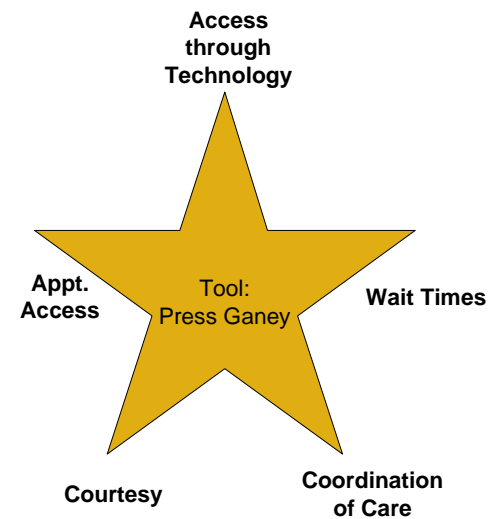 Access
through
Technology
Appt.
Access
Tool:
Press Ganey
Wait Times
Courtesy
Coordination
of Care